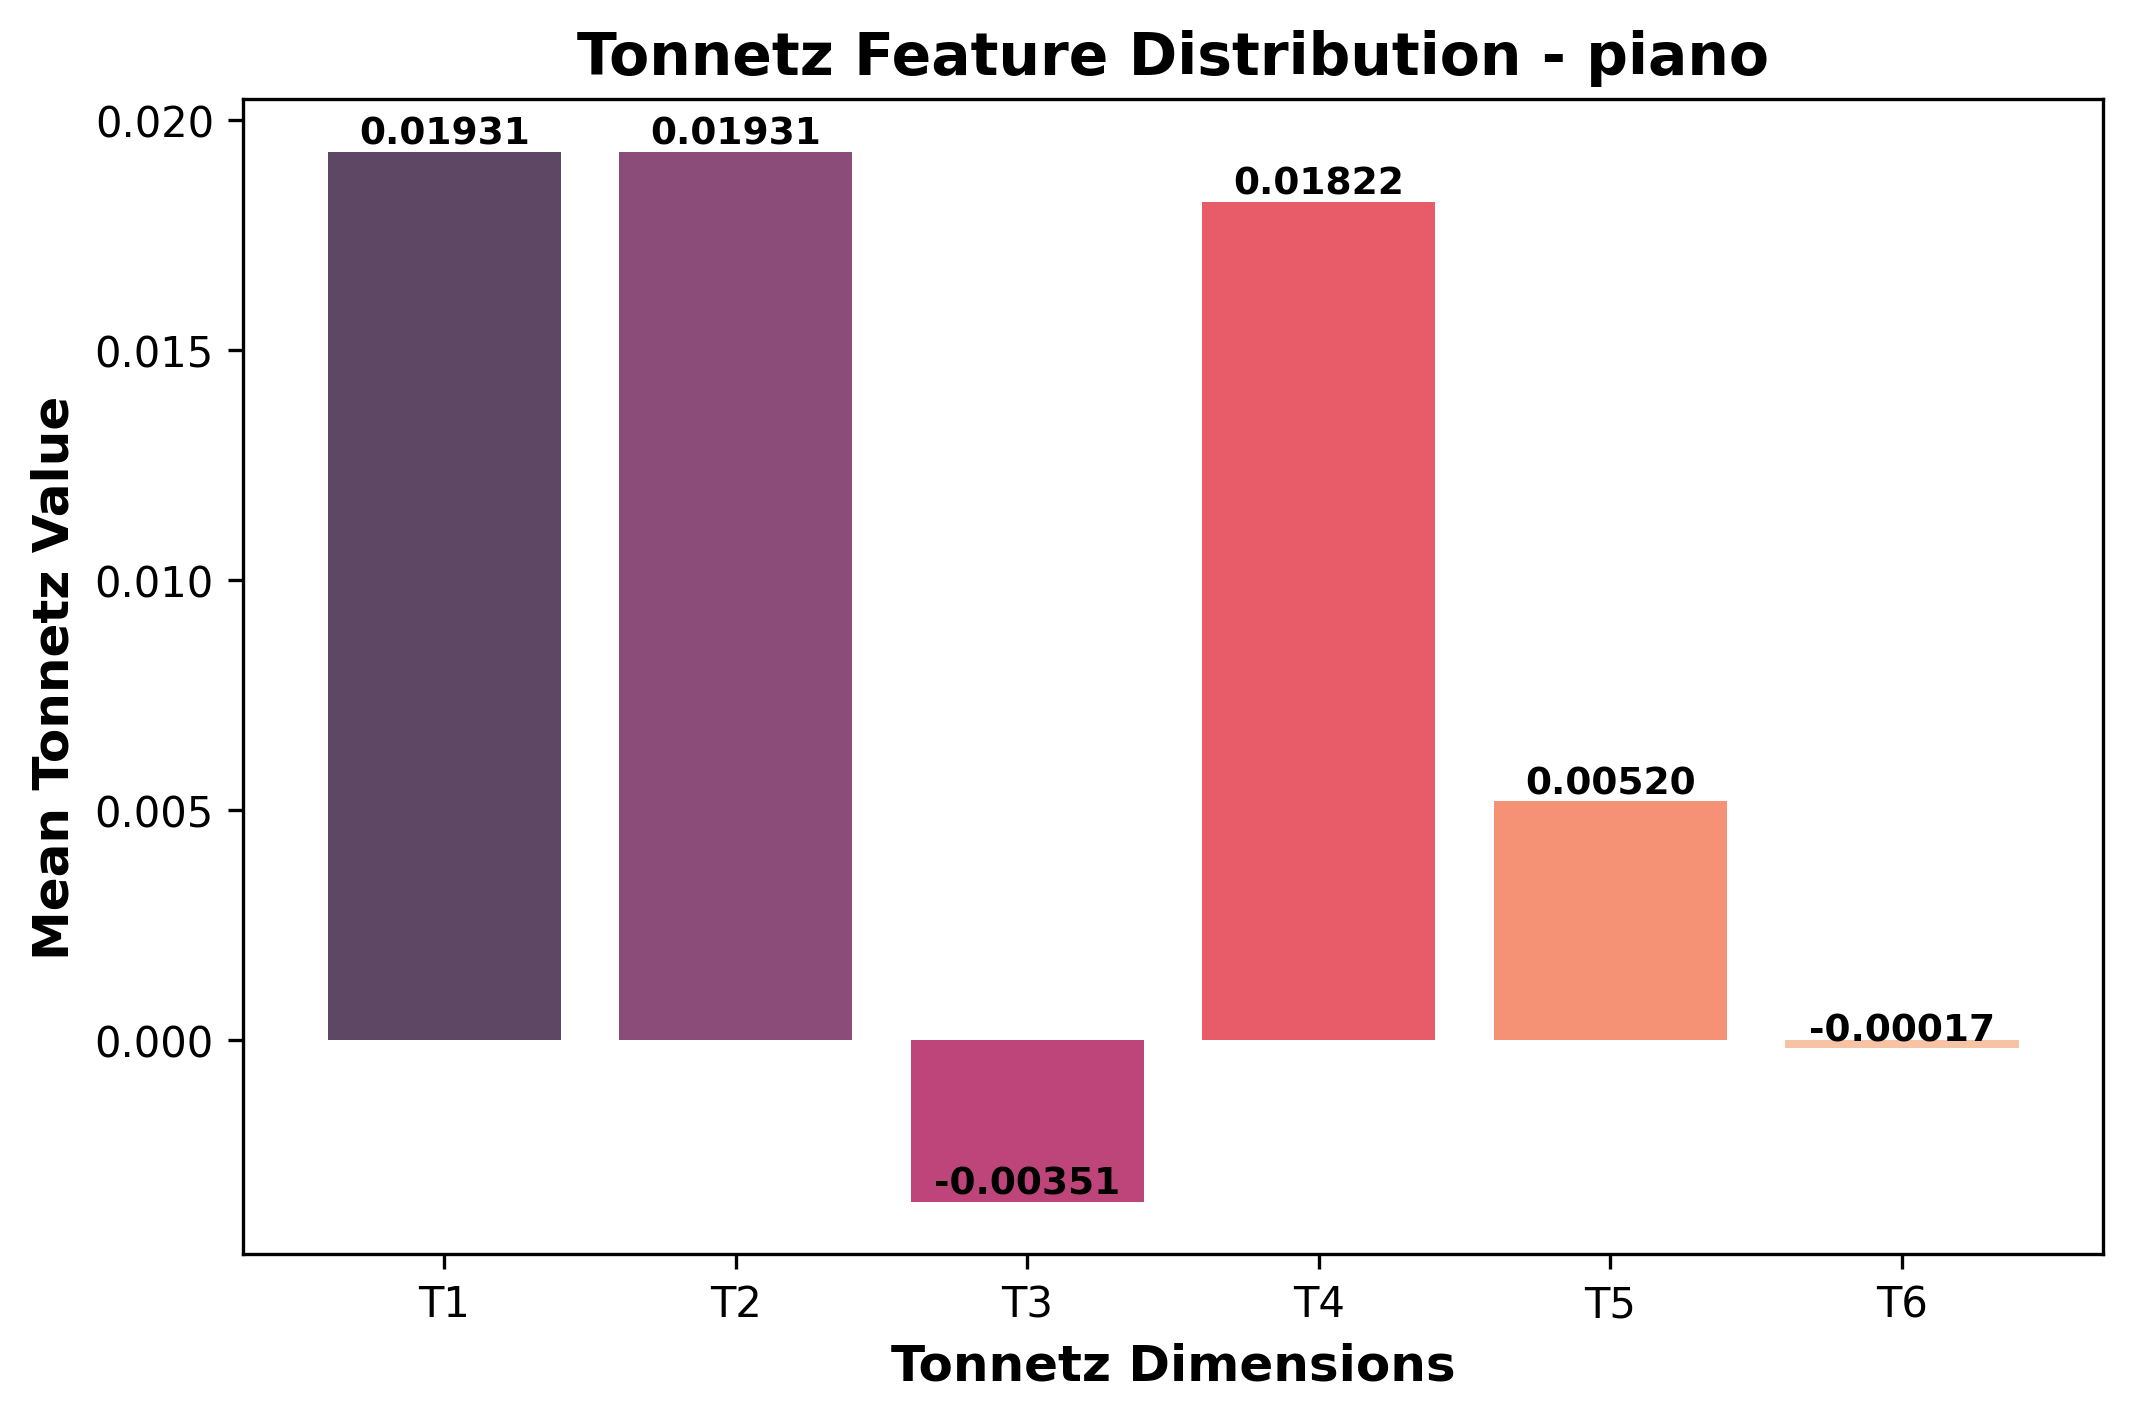 Tonnetz Feature Distribution - piano
Mean Tonnetz Value
0.020
0.015
0.010
0.005
0.000
0.01931
0.01931
-0.00351
0.01822
0.00520
-0.00017
T1
T2
T3
T4
T5
T6
Tonnetz Dimensions